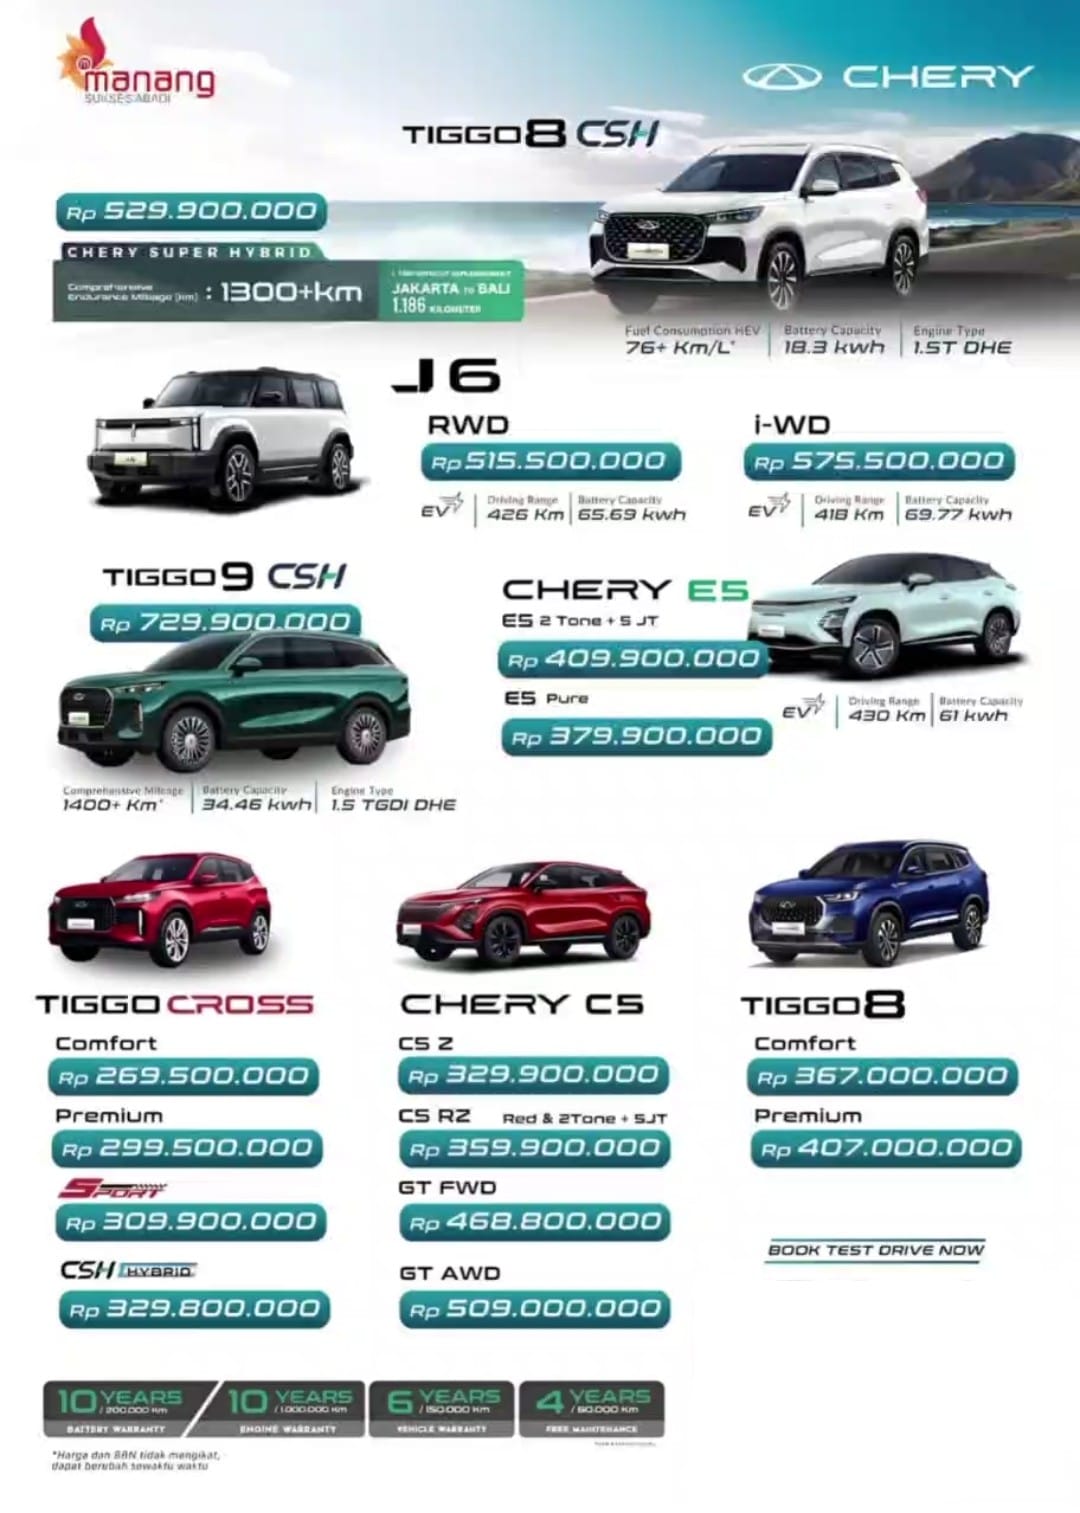 manang
SUKSES ABADI
CHERY
TIGGO8 CSH
Rp 529.900.000
CHERY SUPER HYBRID
Comprehensive
Endurance Mileage (km) : 1300+km
JAKARTA TO BALI
1.186 KILOMETER
Fuel Consumption HEV
76+ Km/L*
Battery Capacity
18.3 kwh
Engine Type
1.5T DHE
J6
RWD
Rp 515.500.000
EV
Driving Range
426 Km
Battery Capacity
65.69 kwh
i-WD
Rp 575.500.000
EV
Driving Range
418 Km
Battery Capacity
69.77 kwh
TIGGO9 CSH
Rp 729.900.000
Comprehensive Mileage
1400+ Km*
Battery Capacity
34.46 kwh
Engine Type
1.5 TGDI DHE
CHERY E5
E5 2 Tone + 5 JT
Rp 409.900.000
E5 Pure
Rp 379.900.000
EV
Driving Range
430 Km
Battery Capacity
61 kwh
TIGGO CROSS
Comfort
Rp 269.500.000
Premium
Rp 299.500.000
SPORT
Rp 309.900.000
CSH HYBRID
Rp 329.800.000
CHERY C5
C5 Z
Rp 329.900.000
C5 RZ Red & 2Tone + 5JT
Rp 359.900.000
GT FWD
Rp 468.800.000
GT AWD
Rp 509.000.000
TIGGO8
Comfort
Rp 367.000.000
Premium
Rp 407.000.000
BOOK TEST DRIVE NOW
10 YEARS
/ 200.000 Km
BATTERY WARRANTY
10 YEARS
/ 1.000.000 Km
ENGINE WARRANTY
6 YEARS
/ 150.000 Km
VEHICLE WARRANTY
4 YEARS
/ 60.000 Km
FREE MAINTENANCE
*Harga dan BBN tidak mengikat,
dapat berubah sewaktu waktu